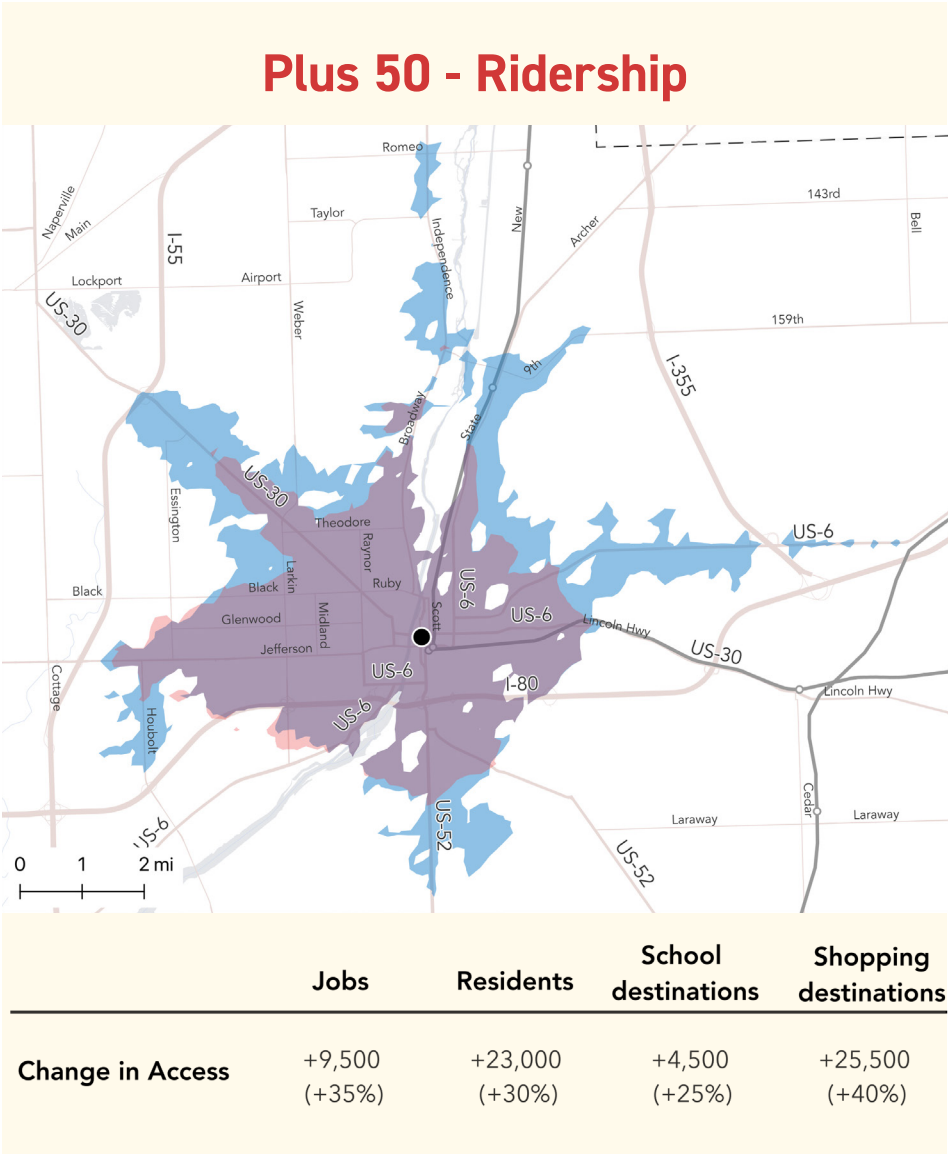 Plus 50 - Ridership
Romeo
Naperville
Main
I-55
Taylor
Independence
New
Archer
143rd
Bell
Lockport
Airport
US-30
Weber
159th
9th
I-355
Broadway
State
US-30
Essington
Theodore
Raynor
US-6
Larkin
Black
Black
Ruby
US-6
Glenwood
Midland
Scott
US-6
Lincoln Hwy
Jefferson
US-30
US-6
Cottage
I-80
Lincoln Hwy
Houbolt
US-6
US-52
Cedar
Laraway
Laraway
US-6
US-52
0 1 2 mi
Jobs
Residents
School
destinations
Shopping
destinations
Change in Access
+9,500
(+35%)
+23,000
(+30%)
+4,500
(+25%)
+25,500
(+40%)